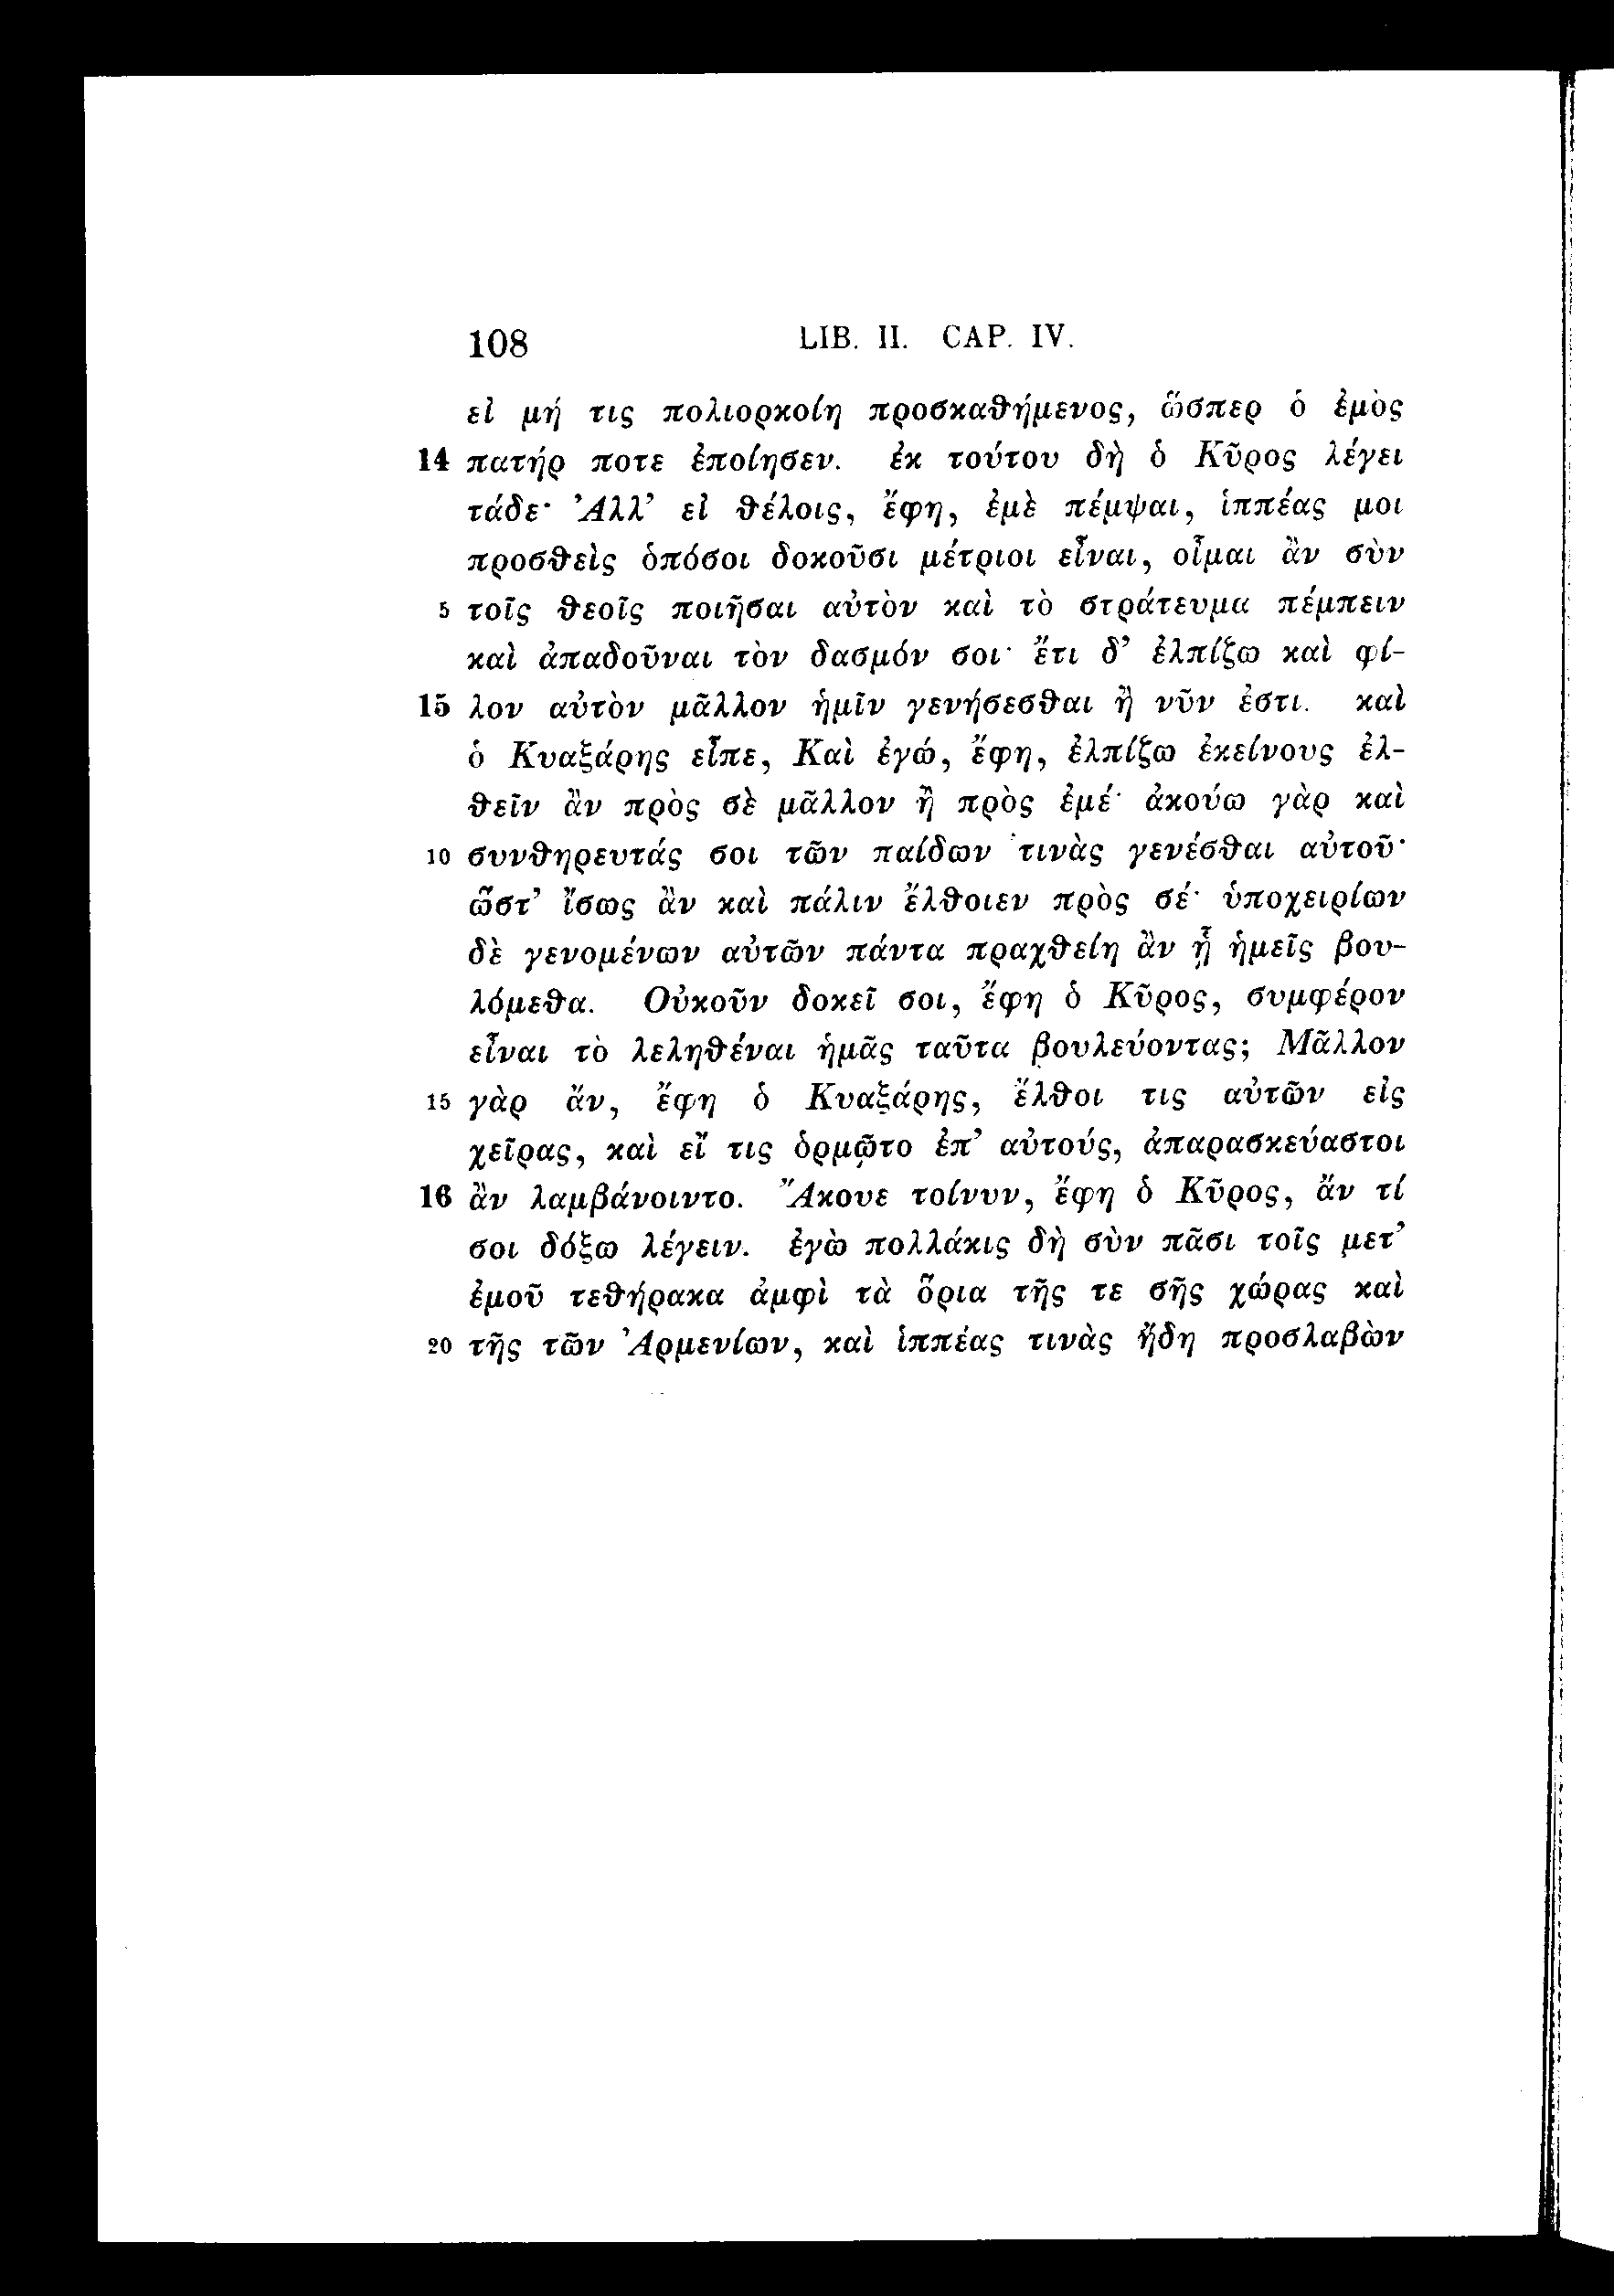 108 LIB. II. CAP. IV.
εἰ μή τις πολιορκοίη προσκαθήμενος, ὥσπερ ὁ ἐμὸς
14 πατήρ ποτε ἐποίησεν. ἐκ τούτου δὴ ὁ Κῦρος λέγει
τάδε· Ἀλλ’ εἰ θέλοις, ἔφη, ἐμὲ πέμψαι, ἱππέας μοι
προσθεὶς ὁπόσοι δοκοῦσι μέτριοι εἶναι, οἶμαι ἂν σὺν
5 τοῖς θεοῖς ποιῆσαι αὐτὸν καὶ τὸ στράτευμα πέμπειν
καὶ ἀπαδοῦναι τὸν δασμόν σοι· ἔτι δ’ ἐλπίζω καὶ φί-
15 λον αὐτὸν μᾶλλον ἡμῖν γενήσεσθαι ἢ νῦν ἐστι. καὶ
ὁ Κυαξάρης εἶπε, Καὶ ἐγώ, ἔφη, ἐλπίζω ἐκείνους ἐλ-
θεῖν ἂν πρὸς σὲ μᾶλλον ἢ πρὸς ἐμέ· ἀκούω γὰρ καὶ
10 συνθηρευτάς σοι τῶν παίδων τινὰς γενέσθαι αὐτοῦ·
ὥστ’ ἴσως ἂν καὶ πάλιν ἔλθοιεν πρὸς σέ· ὑποχειρίων
δὲ γενομένων αὐτῶν πάντα πραχθείη ἂν ᾗ ἡμεῖς βου-
λόμεθα. Οὐκοῦν δοκεῖ σοι, ἔφη ὁ Κῦρος, συμφέρον
εἶναι τὸ λεληθέναι ἡμᾶς ταῦτα βουλεύοντας; Μᾶλλον
15 γὰρ ἄν, ἔφη ὁ Κυαξάρης, ἔλθοι τις αὐτῶν εἰς
χεῖρας, καὶ εἴ τις ὁρμῷτο ἐπ’ αὐτούς, ἀπαρασκεύαστοι
16 ἂν λαμβάνοιντο. Ἄκουε τοίνυν, ἔφη ὁ Κῦρος, ἄν τί
σοι δόξω λέγειν. ἐγὼ πολλάκις δὴ σὺν πᾶσι τοῖς μετ’
ἐμοῦ τεθήρακα ἀμφὶ τὰ ὅρια τῆς τε σῆς χώρας καὶ
20 τῆς τῶν Ἀρμενίων, καὶ ἱππέας τινὰς ἤδη προσλαβὼν